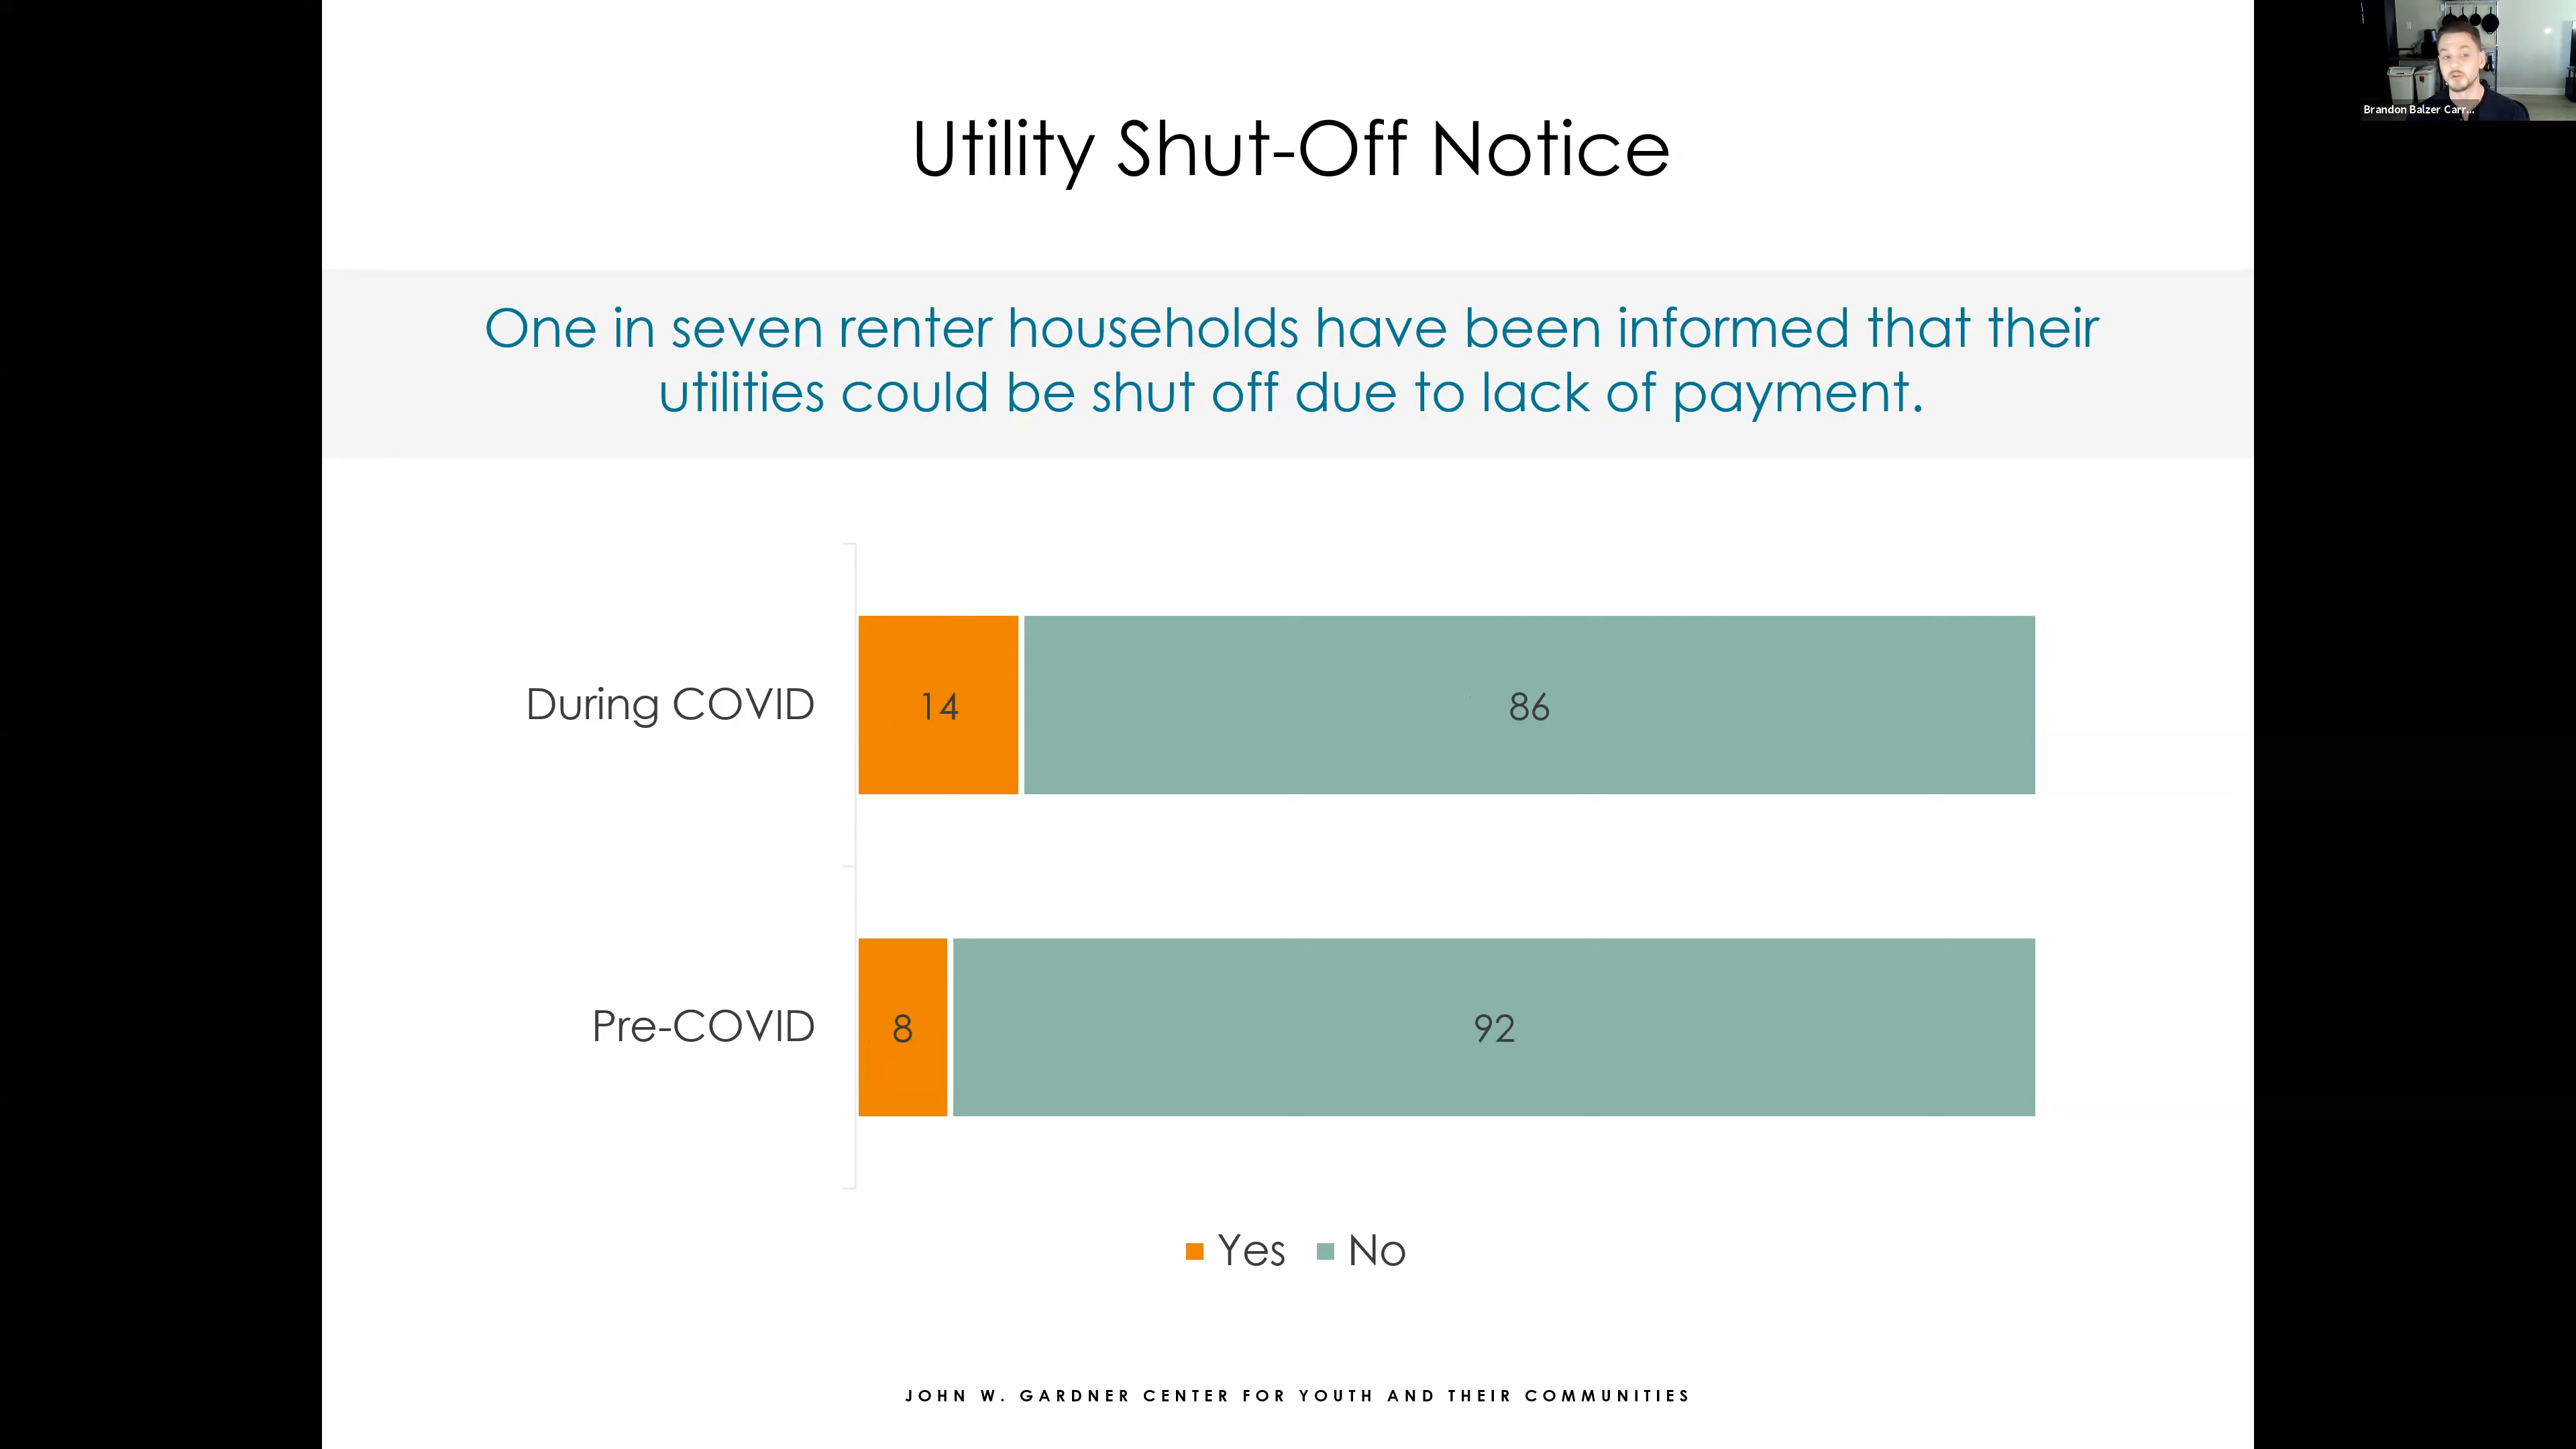 Utility Shut-Off Notice
Brandon Balzer Carr...
One in seven renter households have been informed that their
utilities could be shut off due to lack of payment.
During COVID
14
86
Pre-COVID
8
92
Yes
No
JOHN W. GARDNER CENTER FOR YOUTH AND THEIR COMMUNITIES